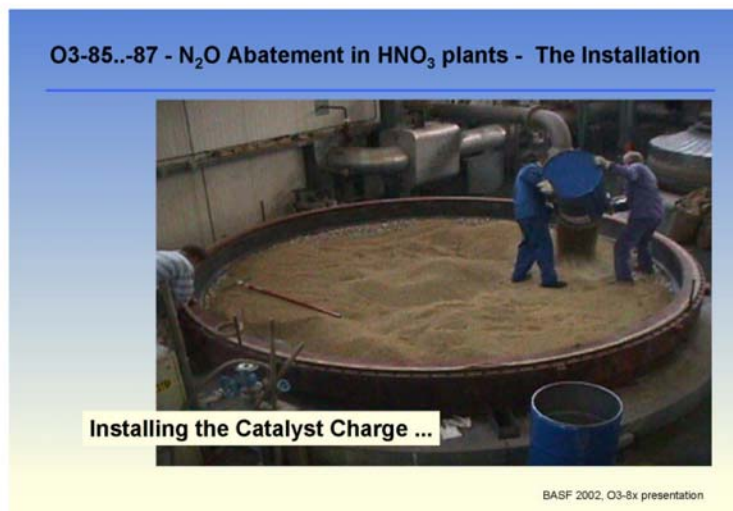 O3-85..-87 - N₂O Abatement in HNO₃ plants - The Installation
Installing the Catalyst Charge ...
BASF 2002, O3-8x presentation